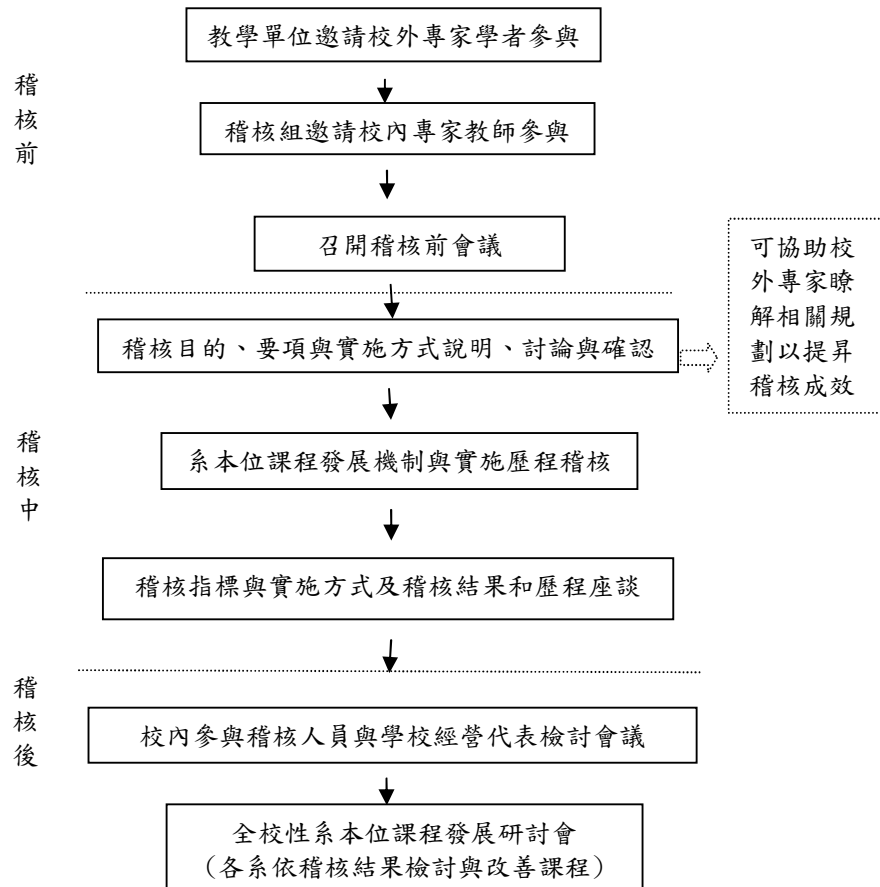 教學單位邀請校外專家學者參與
稽
核
前
稽核組邀請校內專家教師參與
召開稽核前會議
可協助校
外專家瞭
解相關規
劃以提昇
稽核成效
稽核目的、要項與實施方式說明、討論與確認
稽
核
中
系本位課程發展機制與實施歷程稽核
稽核指標與實施方式及稽核結果和歷程座談
稽
核
後
校內參與稽核人員與學校經營代表檢討會議
全校性系本位課程發展研討會
（各系依稽核結果檢討與改善課程）